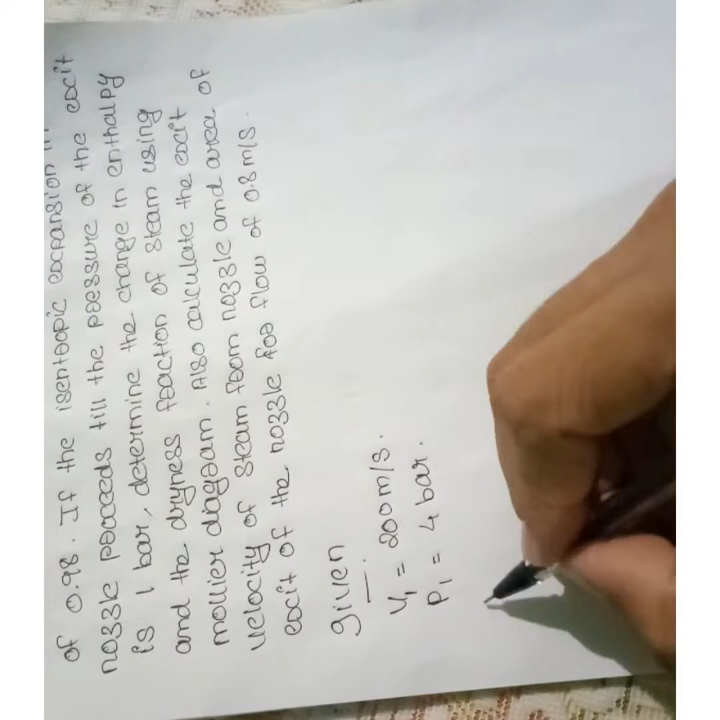 of 0.98. If the isentropic expansion in
nozzle proceeds till the pressure of the exit
is 1 bar, determine the change in enthalpy
and the dryness fraction of steam using
mollier diagram. Also calculate the exit
velocity of steam from nozzle and area of
exit of the nozzle for flow of 0.8 m/s.
given
V₁ = 200 m/s.
P₁ = 4 bar.